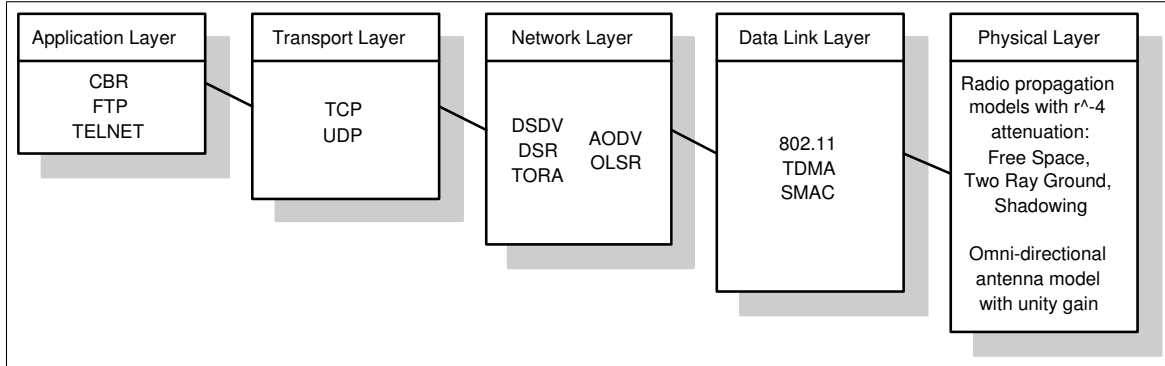 Application Layer
CBR
FTP
TELNET
Transport Layer
TCP
UDP
Network Layer
DSDV
DSR
TORA
AODV
OLSR
Data Link Layer
802.11
TDMA
SMAC
Physical Layer
Radio propagation
models with r^-4
attenuation:
Free Space,
Two Ray Ground,
Shadowing
Omni-directional
antenna model
with unity gain